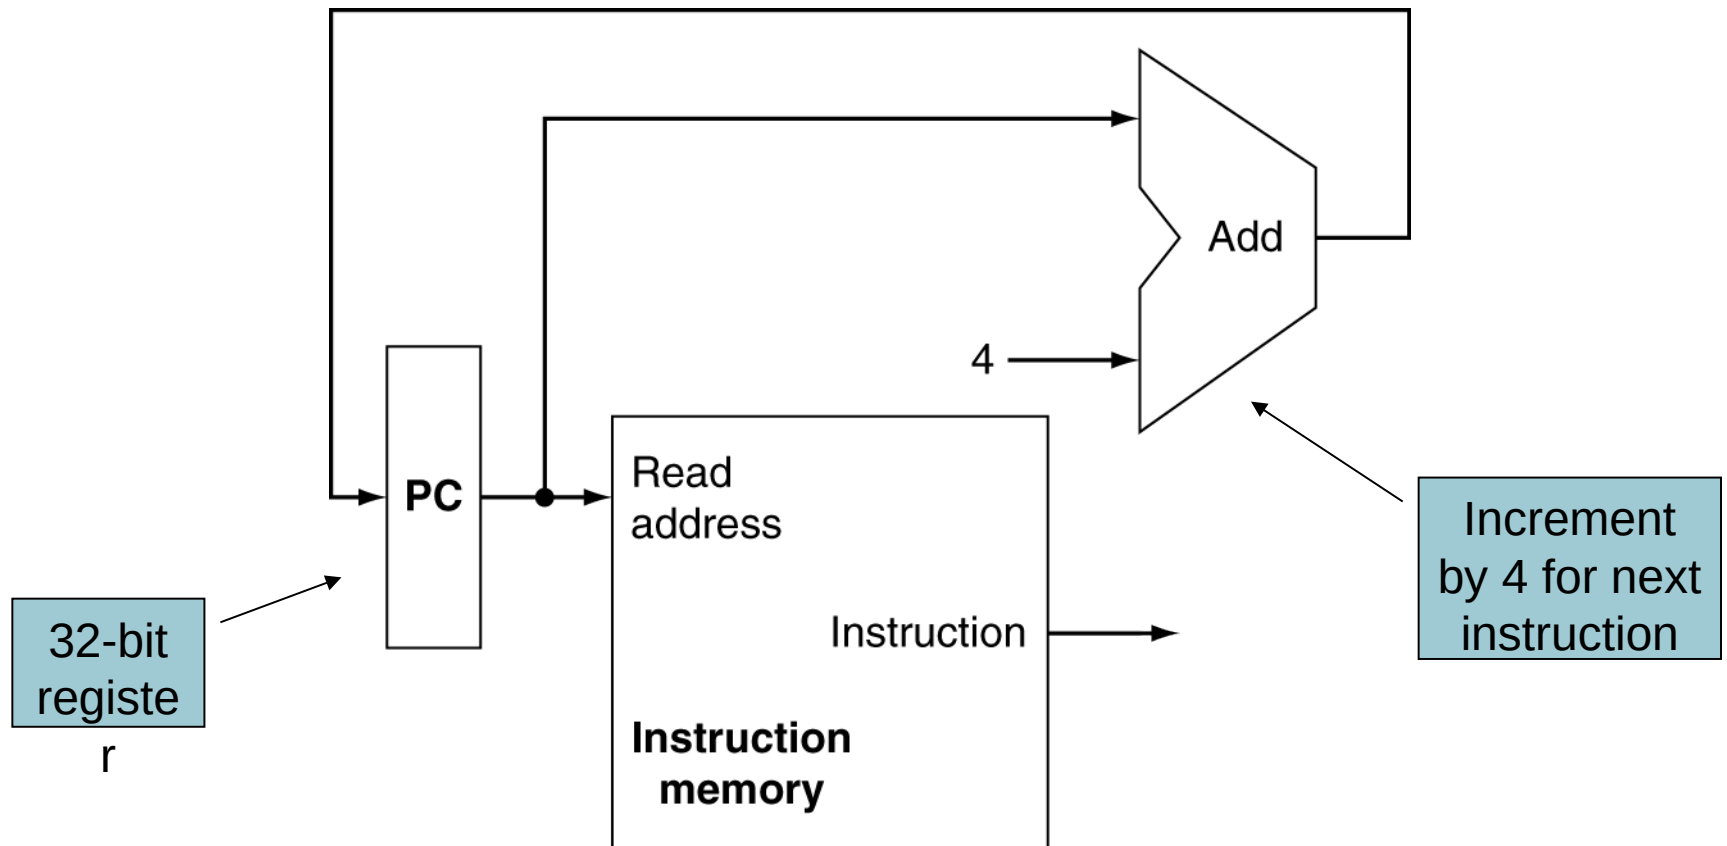 Add
4
PC
Read
address
Instruction
Instruction
memory
32-bit
registe
r
Increment
by 4 for next
instruction